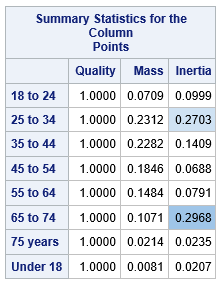 Summary Statistics for the
Column
Points
Quality Mass Inertia
18 to 24 1.0000 0.0709 0.0999
25 to 34 1.0000 0.2312 0.2703
35 to 44 1.0000 0.2282 0.1409
45 to 54 1.0000 0.1846 0.0688
55 to 64 1.0000 0.1484 0.0791
65 to 74 1.0000 0.1071 0.2968
75 years 1.0000 0.0214 0.0235
Under 18 1.0000 0.0081 0.0207